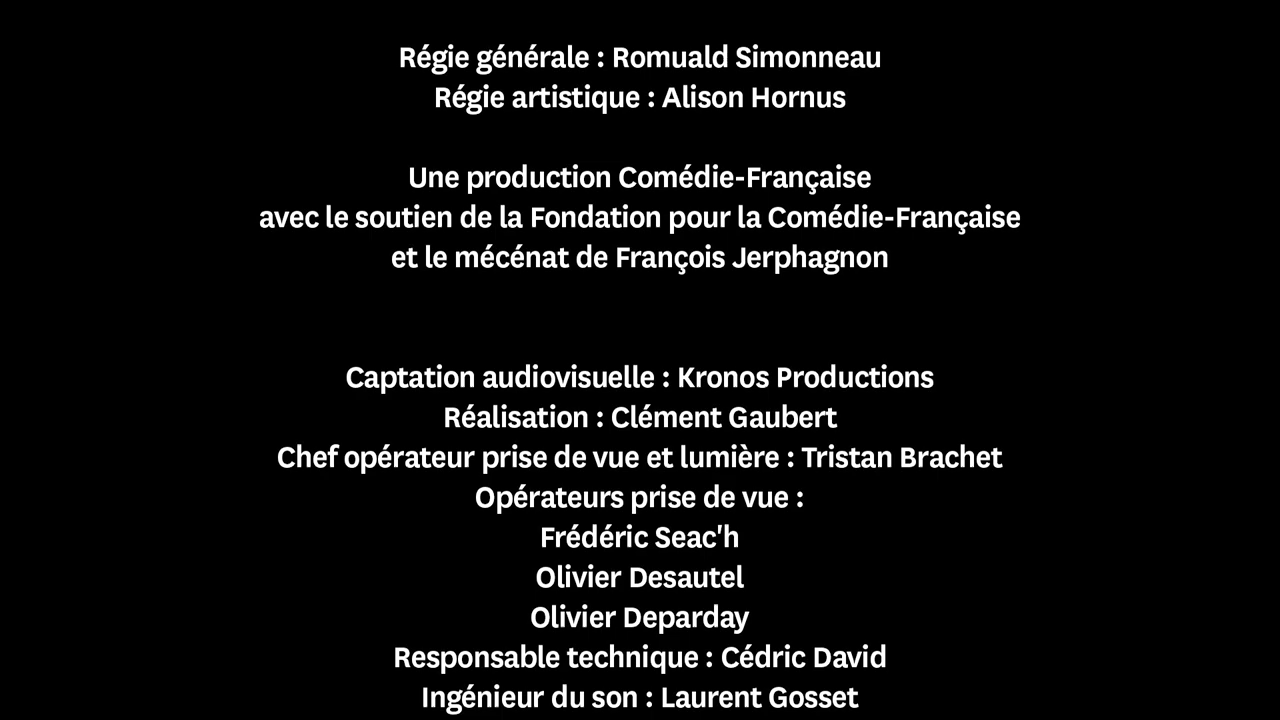 Régie générale : Romuald Simonneau
Régie artistique : Alison Hornus
Une production Comédie-Française
avec le soutien de la Fondation pour la Comédie-Française
et le mécénat de François Jerphagnon
Captation audiovisuelle : Kronos Productions
Réalisation : Clément Gaubert
Chef opérateur prise de vue et lumière : Tristan Brachet
Opérateurs prise de vue :
Frédéric Seac'h
Olivier Desautel
Olivier Deparday
Responsable technique : Cédric David
Ingénieur du son : Laurent Gosset